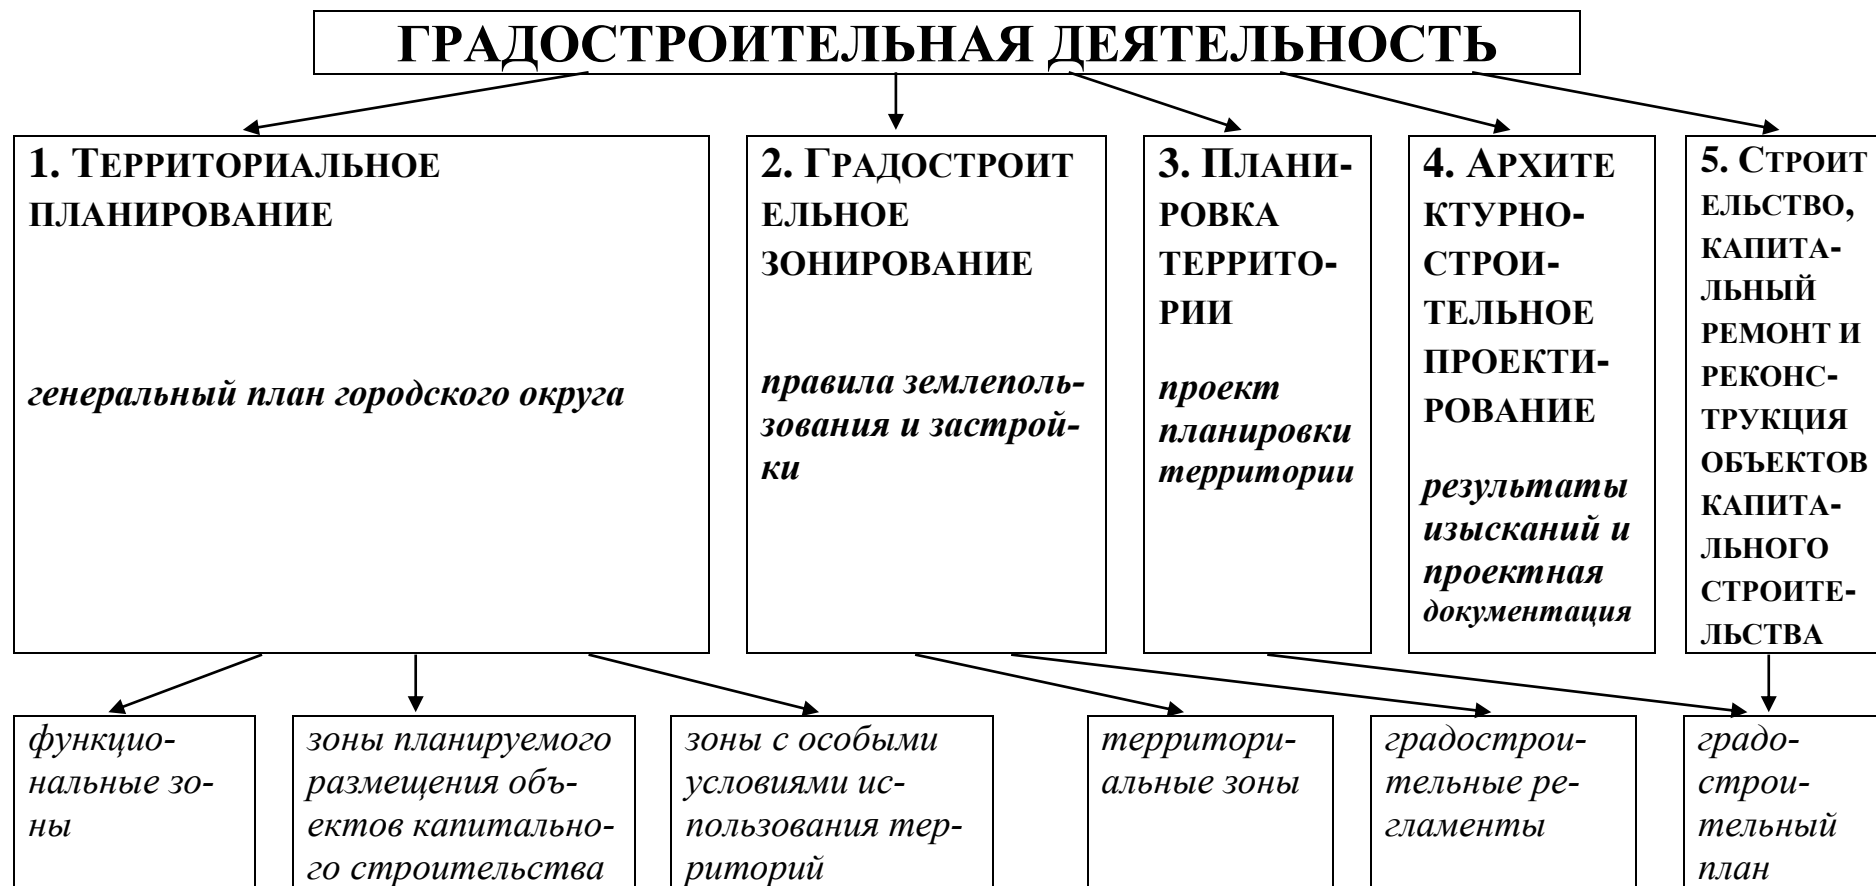 ГРАДОСТРОИТЕЛЬНАЯ ДЕЯТЕЛЬНОСТЬ
1. ТЕРРИТОРИАЛЬНОЕ
ПЛАНИРОВАНИЕ
генеральный план городского округа
2. ГРАДОСТРОИТ
ЕЛЬНОЕ
ЗОНИРОВАНИЕ
правила землеполь-
зования и застрой-
ки
3. ПЛАНИ-
РОВКА
ТЕРРИТО-
РИИ
проект
планировки
территории
4. АРХИТЕ
КТУРНО-
СТРОИ-
ТЕЛЬНОЕ
ПРОЕКТИ-
РОВАНИЕ
результаты
изысканий и
проектная
документация
5. СТРОИТ
ЕЛЬСТВО,
КАПИТА-
ЛЬНЫЙ
РЕМОНТ И
РЕКОНС-
ТРУКЦИЯ
ОБЪЕКТОВ
КАПИТА-
ЛЬНОГО
СТРОИТЕ-
ЛЬСТВА
функцио-
нальные зо-
ны
зоны планируемого
размещения объ-
ектов капитально-
го строительства
зоны с особыми
условиями ис-
пользования тер-
риторий
территори-
альные зоны
градострои-
тельные ре-
гламенты
градо-
строи-
тельный
план